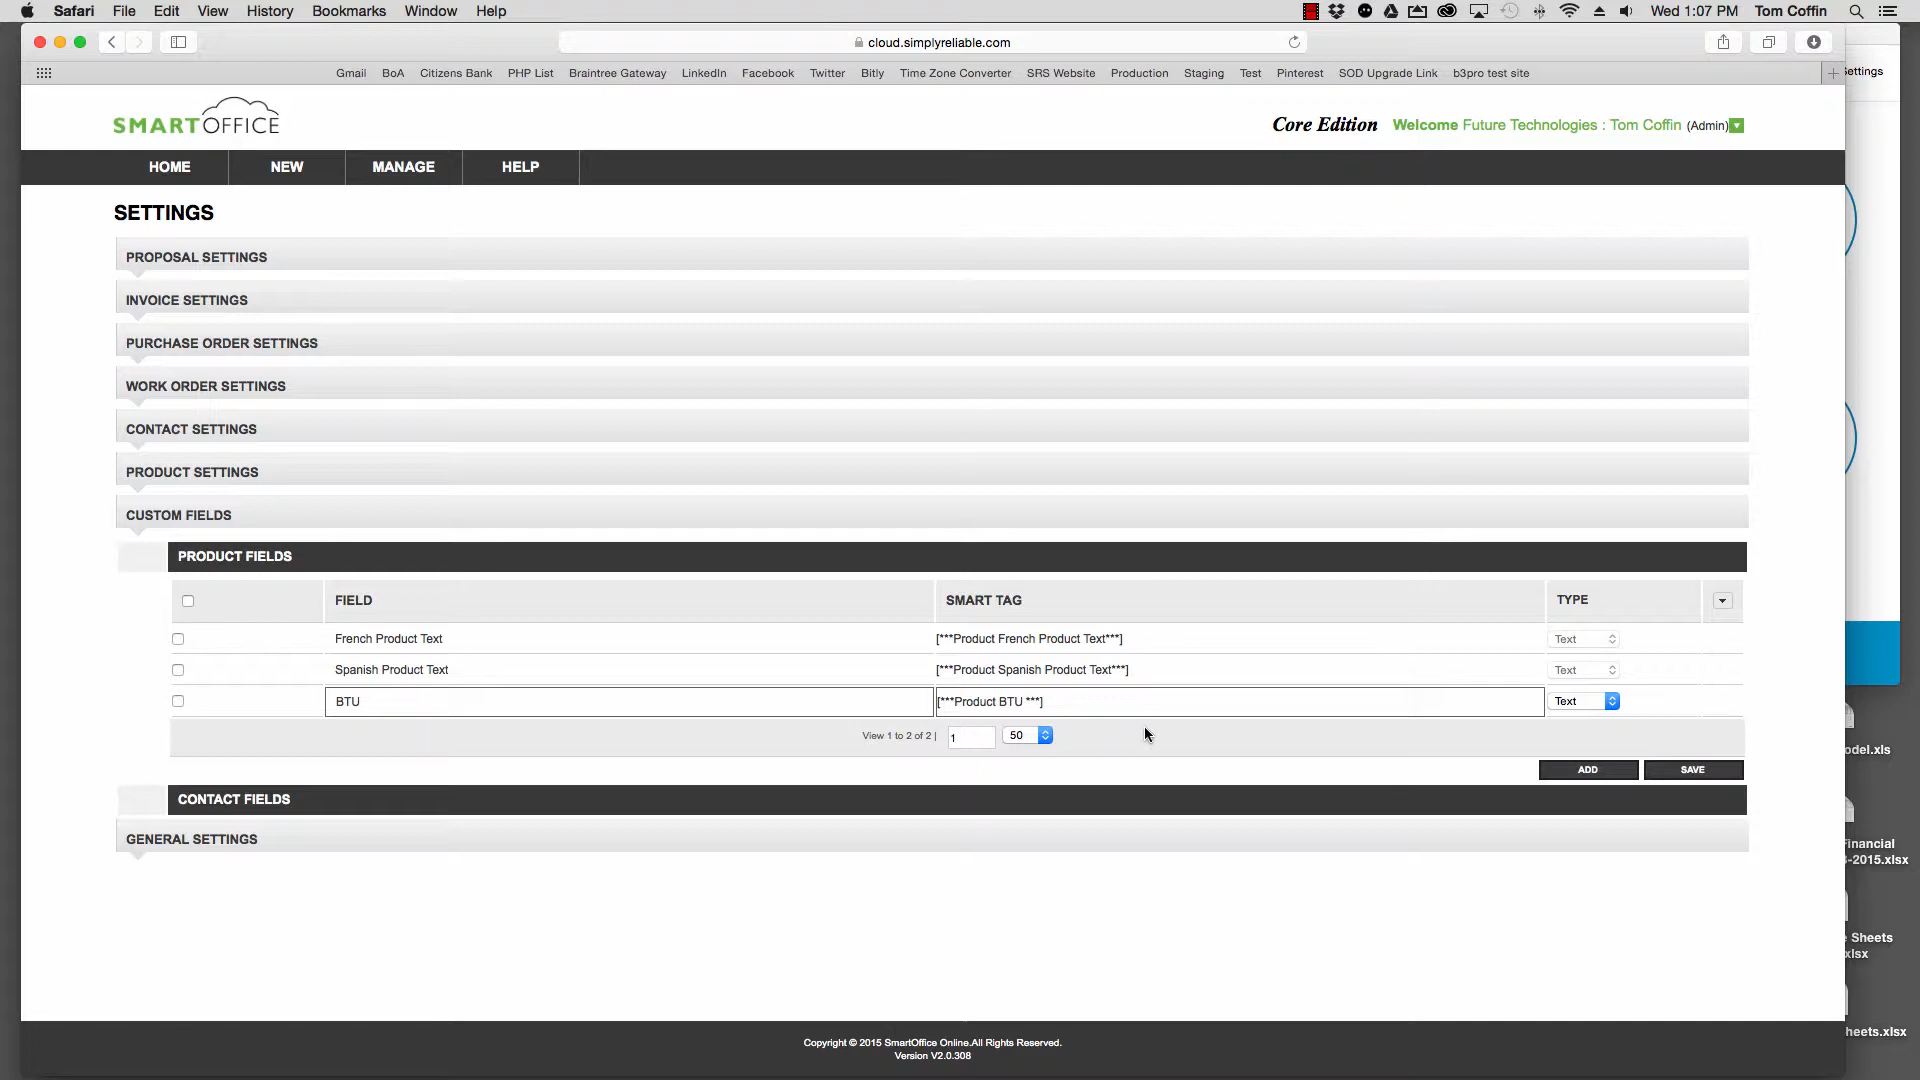 Safari File Edit View History Bookmarks Window Help Wed 1:07 PM Tom Coffin
cloud.simplyreliable.com
Gmail BoA Citizens Bank PHP List Braintree Gateway LinkedIn Facebook Twitter Bitly Time Zone Converter SRS Website Production Staging Test Pinterest SOD Upgrade Link b3pro test site
ettings
SMARTOFFICE
Core Edition Welcome Future Technologies : Tom Coffin (Admin)
HOME NEW MANAGE HELP
SETTINGS
PROPOSAL SETTINGS
INVOICE SETTINGS
PURCHASE ORDER SETTINGS
WORK ORDER SETTINGS
CONTACT SETTINGS
PRODUCT SETTINGS
CUSTOM FIELDS
PRODUCT FIELDS
FIELD SMART TAG TYPE
French Product Text [***Product French Product Text***] Text
Spanish Product Text [***Product Spanish Product Text***] Text
BTU [***Product BTU ***] Text
View 1 to 2 of 2 | 1 50
odel.xls
ADD SAVE
CONTACT FIELDS
GENERAL SETTINGS
Financial
-2015.xlsx
e Sheets
xlsx
heets.xlsx
Copyright © 2015 SmartOffice Online.All Rights Reserved.
Version V2.0.308